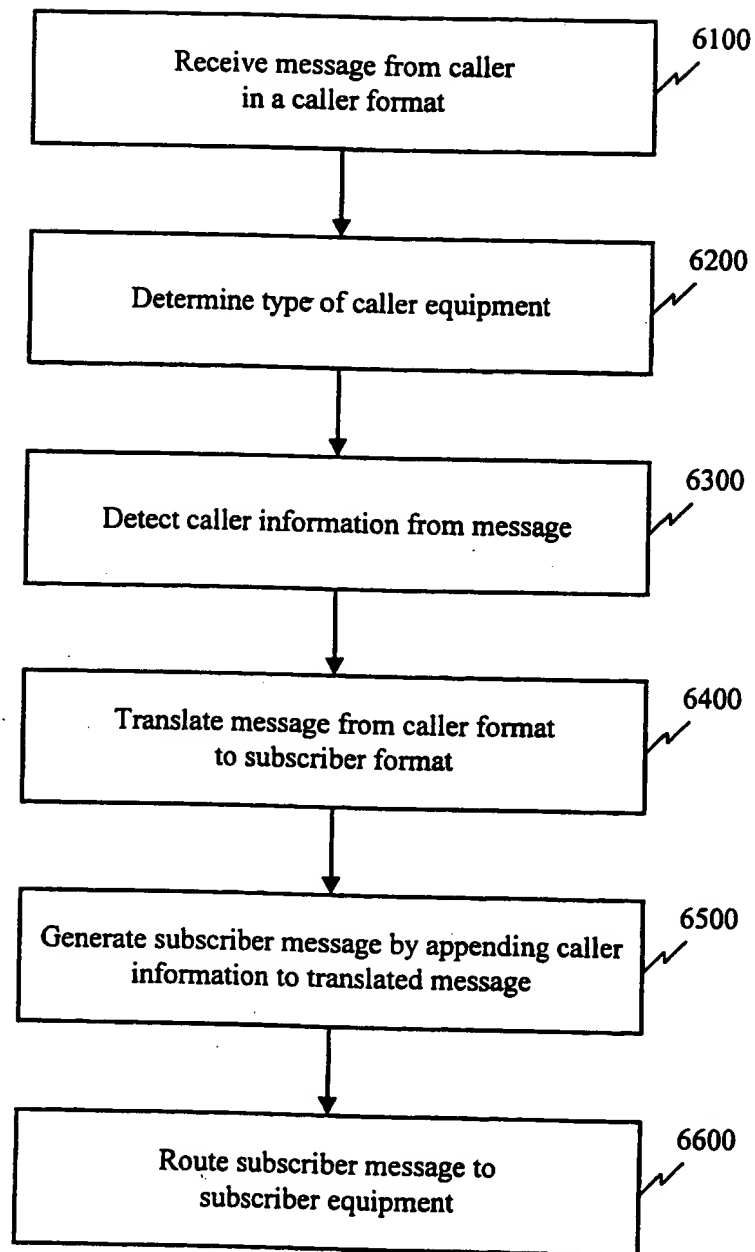 6100
Receive message from caller
in a caller format
6200
Determine type of caller equipment
6300
Detect caller information from message
6400
Translate message from caller format
to subscriber format
6500
Generate subscriber message by appending caller
information to translated message
6600
Route subscriber message to
subscriber equipment